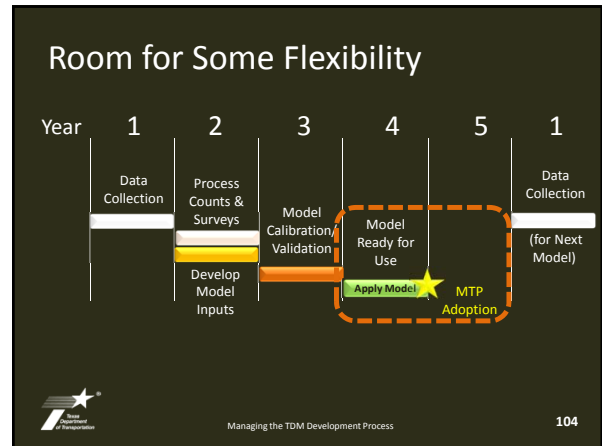 Room for Some Flexibility
Year 1 2 3 4 5 1
Data
Collection
Process
Counts &
Surveys
Develop
Model
Inputs
Model
Calibration/
Validation
Model
Ready for
Use
Apply Model
MTP
Adoption
Data
Collection
(for Next
Model)
®
Texas
Department
of Transportation
Managing the TDM Development Process
104